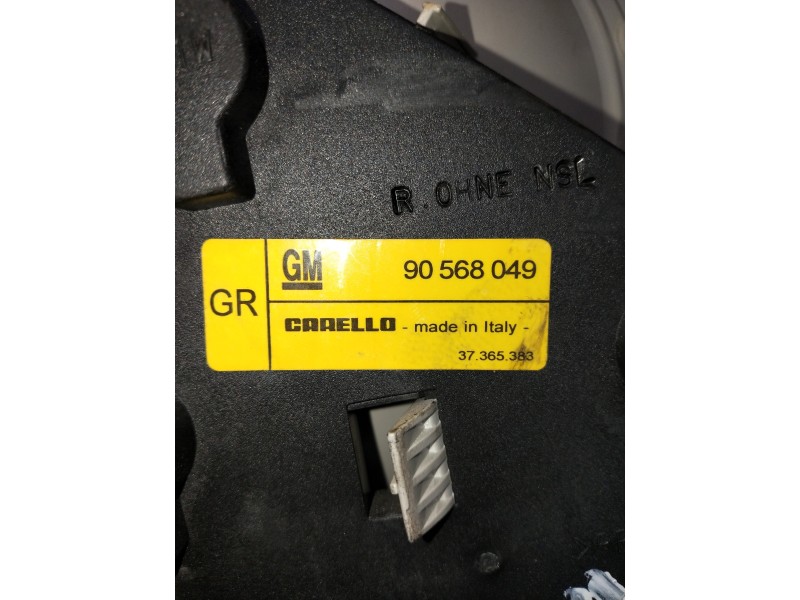 R.OHNE NSL
GR
GM
90 568 049
CARELLO - made in Italy -
37.365.383